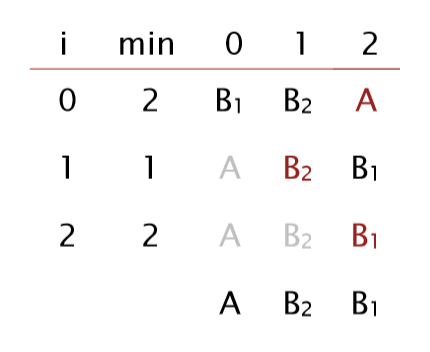 i min 0 1 2
0 2 B₁ B₂ A
1 1 A B₂ B₁
2 2 A B₂ B₁
A B₂ B₁